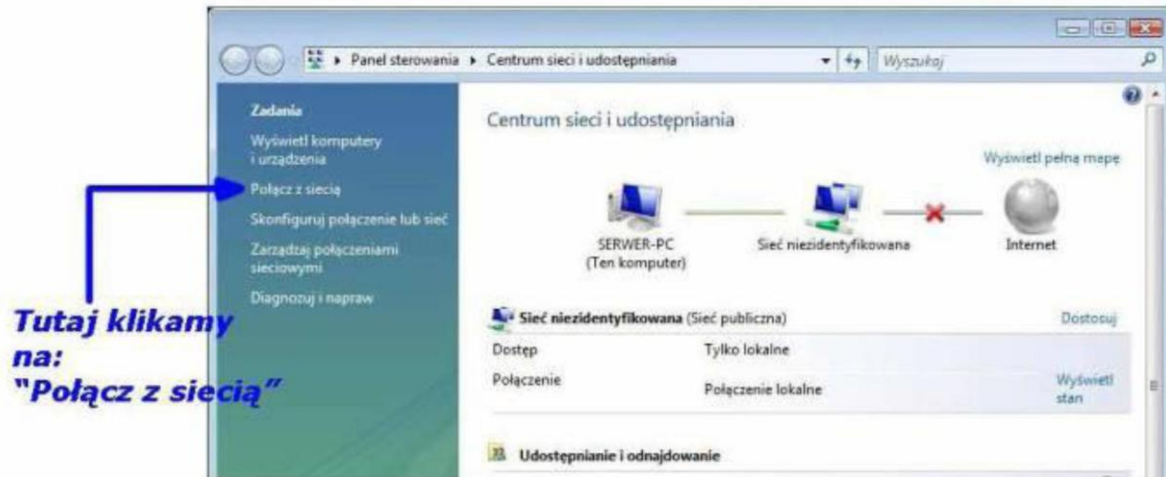 Panel sterowania ▸ Centrum sieci i udostępniania
Wyszukaj
Zadania
Wyświetl komputery
i urządzenia
Połącz z siecią
Skonfiguruj połączenie lub sieć
Zarządzaj połączeniami
sieciowymi
Diagnozuj i napraw
Tutaj klikamy
na:
"Połącz z siecią"
Centrum sieci i udostępniania
Wyświetl pełną mapę
SERWER-PC
(Ten komputer)
Sieć niezidentyfikowana
Internet
Sieć niezidentyfikowana (Sieć publiczna)
Dostosuj
Dostęp
Tylko lokalne
Połączenie
Połączenie lokalne
Wyświetl
stan
Udostępnianie i odnajdowanie